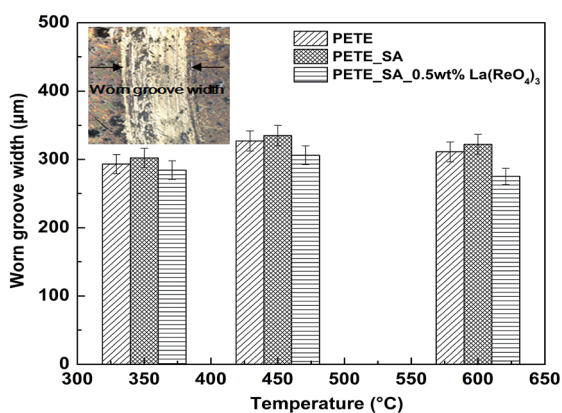 500
400
300
200
100
0
Worn groove width (μm)
Worn groove width
PETE
PETE_SA
PETE_SA_0.5wt% La(ReO₄)₃
300 350 400 450 500 550 600 650
Temperature (°C)